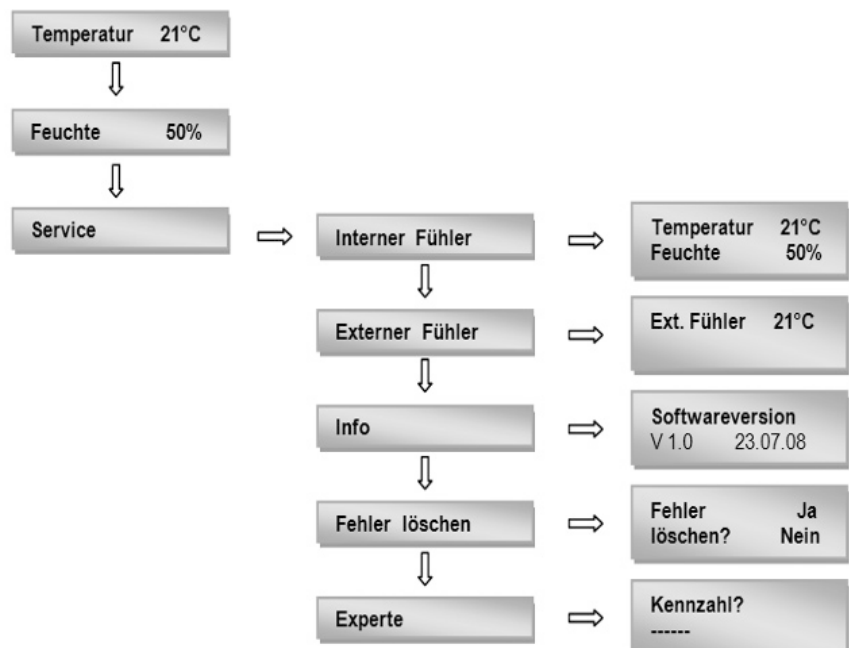 Temperatur 21°C
Feuchte 50%
Service
Interner Fühler
Temperatur 21°C
Feuchte 50%
Externer Fühler
Ext. Fühler 21°C
Info
Softwareversion
V 1.0 23.07.08
Fehler löschen
Fehler Ja
löschen? Nein
Experte
Kennzahl?
------